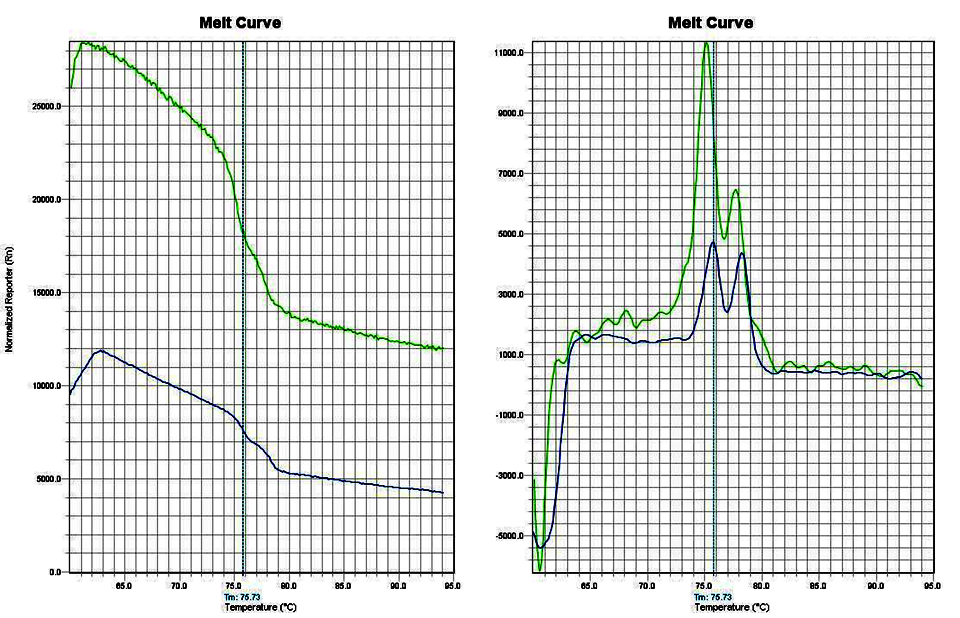 Melt Curve
Normalized Reporter (Rn)
25000.0
20000.0
15000.0
10000.0
5000.0
0.0
65.0 70.0 75.0 80.0 85.0 90.0 95.0
Tm: 75.73
Temperature (°C)
Melt Curve
11000.0
9000.0
7000.0
5000.0
3000.0
1000.0
-1000.0
-3000.0
-5000.0
65.0 70.0 75.0 80.0 85.0 90.0 95.0
Tm: 75.73
Temperature (°C)